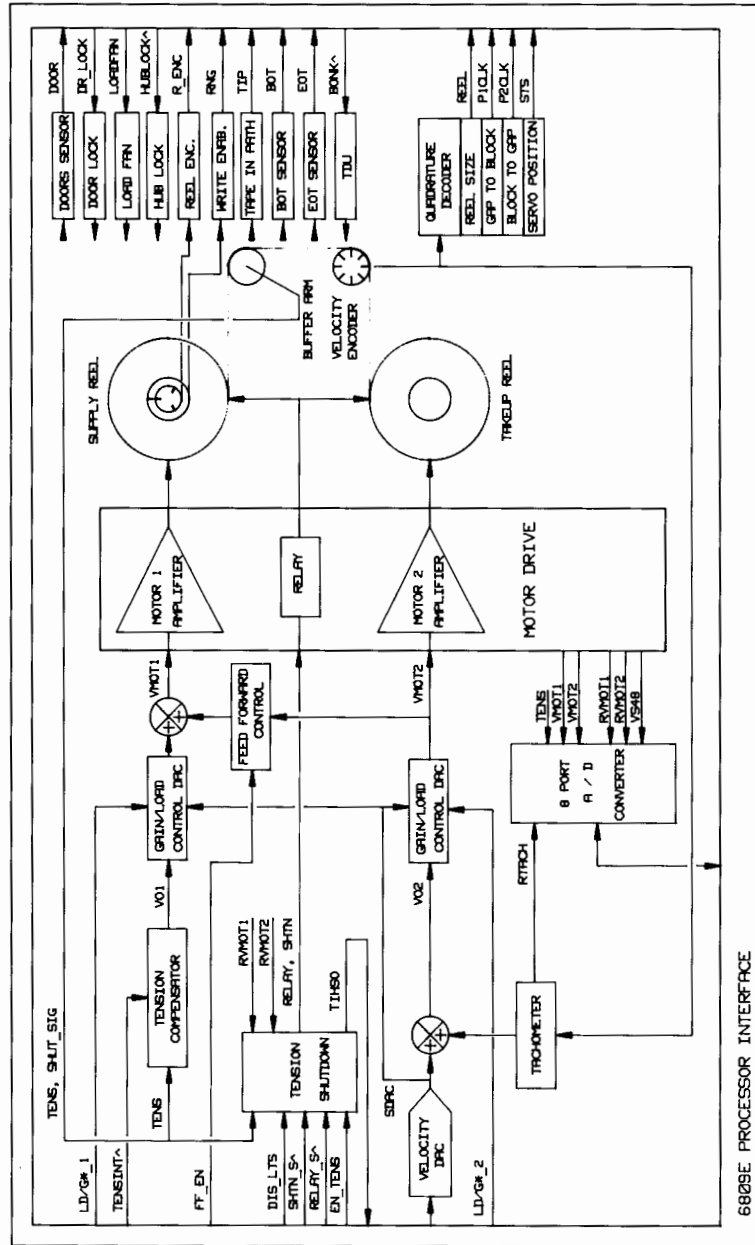 TENS, SHUT_SIG
LD/G#_1
TENSINT^
FF_EN
TENS
TENSION
COMPENSATOR
VO1
GAIN/LOAD
CONTROL DAC
VMOT1
FEED FORWARD
CONTROL
DIS_LTS
SHTN_S^
RELAY_S^
EN_TENS
TENSION
SHUTDOWN
RVMOT1
RVMOT2
RELAY, SHTN
TIHSO
SDAC
VELOCITY
DAC
LD/G#_2
VO2
GAIN/LOAD
CONTROL DAC
VMOT2
TACHOMETER
RTACH
8 PORT
A / D
CONVERTER
TENS
VMOT1
VMOT2
RVMOT1
RVMOT2
VS48
MOTOR 1
AMPLIFIER
RELAY
MOTOR 2
AMPLIFIER
MOTOR DRIVE
SUPPLY REEL
TAKEUP REEL
BUFFER ARM
VELOCITY
ENCODER
DOORS SENSOR
DOOR
DOOR LOCK
DR_LOCK
LOAD FAN
LOADFAN
HUB LOCK
HUBLOCK^
REEL ENC.
R_ENC
WRITE ENAB.
RNG
TAPE IN PATH
TIP
BOT SENSOR
BOT
EOT SENSOR
EOT
TDU
BONK^
QUADRATURE
DECODER
REEL SIZE
REEL
GAP TO BLOCK
P1CLK
BLOCK TO GAP
P2CLK
SERVO POSITION
STS
6809E PROCESSOR INTERFACE